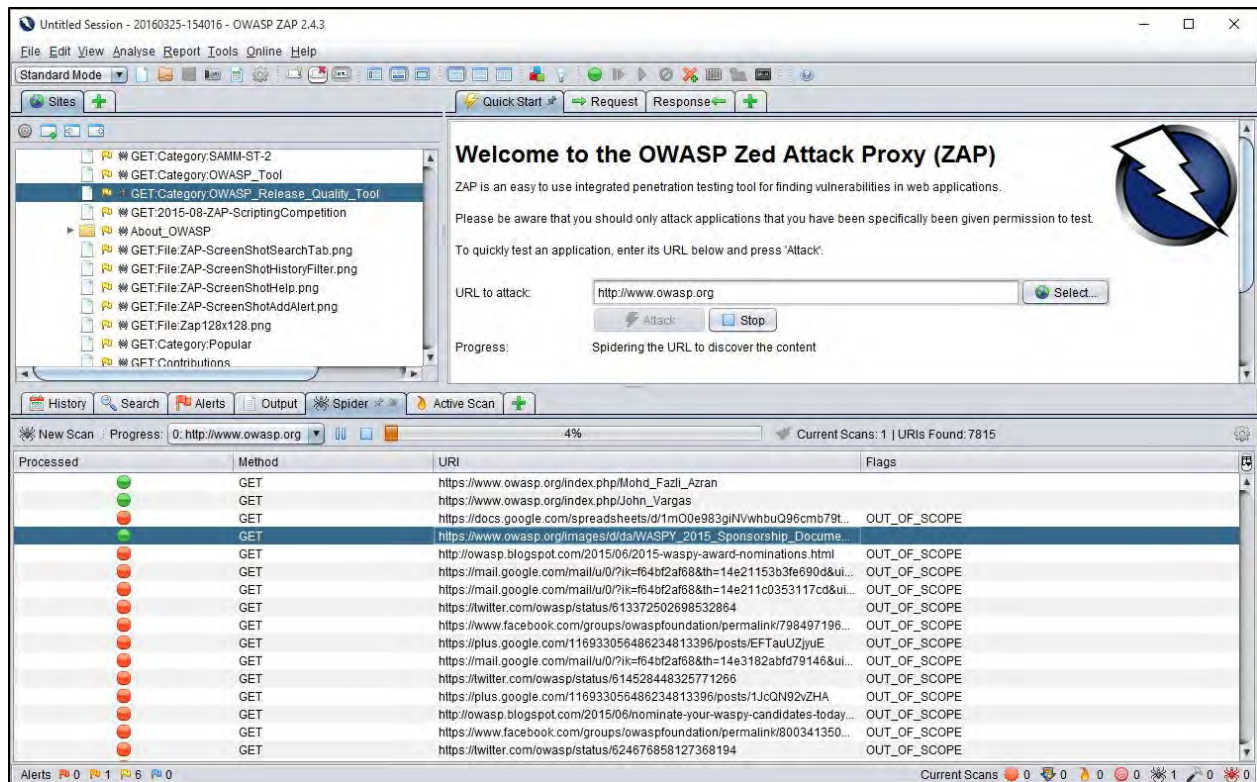 Untitled Session - 20160325-154016 - OWASP ZAP 2.4.3
File Edit View Analyse Report Tools Online Help
Standard Mode
Sites
Quick Start Request Response
GET:Category:SAMM-ST-2
GET:Category:OWASP_Tool
GET:Category:OWASP_Release_Quality_Tool
GET:2015-08-ZAP-ScriptingCompetition
About_OWASP
GET:File:ZAP-ScreenShotSearchTab.png
GET:File:ZAP-ScreenShotHistoryFilter.png
GET:File:ZAP-ScreenShotHelp.png
GET:File:ZAP-ScreenShotAddAlert.png
GET:File:Zap128x128.png
GET:Category:Popular
GET:Contributions
Welcome to the OWASP Zed Attack Proxy (ZAP)
ZAP is an easy to use integrated penetration testing tool for finding vulnerabilities in web applications.
Please be aware that you should only attack applications that you have been specifically been given permission to test.
To quickly test an application, enter its URL below and press 'Attack'.
URL to attack: http://www.owasp.org Select...
Attack Stop
Progress: Spidering the URL to discover the content
History Search Alerts Output Spider Active Scan
New Scan Progress: 0: http://www.owasp.org 4% Current Scans: 1 | URIs Found: 7815
Processed Method URI Flags
GET https://www.owasp.org/index.php/Mohd_Fazli_Azran
GET https://www.owasp.org/index.php/John_Vargas
GET https://docs.google.com/spreadsheets/d/1mO0e983giNVwhbuQ96cmb79t... OUT_OF_SCOPE
GET https://www.owasp.org/images/d/da/WASPY_2015_Sponsorship_Docume...
GET http://owasp.blogspot.com/2015/06/2015-waspy-award-nominations.html OUT_OF_SCOPE
GET https://mail.google.com/mail/u/0/?ik=f64bf2af68&th=14e21153b3fe690d&ui... OUT_OF_SCOPE
GET https://mail.google.com/mail/u/0/?ik=f64bf2af68&th=14e211c0353117cd&ui... OUT_OF_SCOPE
GET https://twitter.com/owasp/status/613372502698532864 OUT_OF_SCOPE
GET https://www.facebook.com/groups/owaspfoundation/permalink/798497196... OUT_OF_SCOPE
GET https://plus.google.com/116933056486234813396/posts/EFTauUZjyuE OUT_OF_SCOPE
GET https://mail.google.com/mail/u/0/?ik=f64bf2af68&th=14e3182abfd79146&ui... OUT_OF_SCOPE
GET https://twitter.com/owasp/status/614528448325771266 OUT_OF_SCOPE
GET https://plus.google.com/116933056486234813396/posts/1JcQN92vZHA OUT_OF_SCOPE
GET http://owasp.blogspot.com/2015/06/nominate-your-waspy-candidates-today... OUT_OF_SCOPE
GET https://www.facebook.com/groups/owaspfoundation/permalink/800341350... OUT_OF_SCOPE
GET https://twitter.com/owasp/status/624676858127368194 OUT_OF_SCOPE
Alerts 0 1 6 0 Current Scans 0 0 0 0 1 0 0